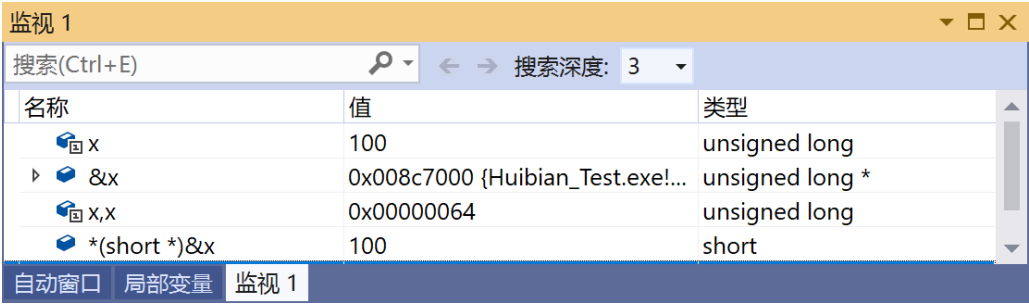 监视 1
搜索(Ctrl+E) 搜索深度: 3
名称 值 类型
x 100 unsigned long
&x 0x008c7000 {Huibian_Test.exe!... unsigned long *
x,x 0x00000064 unsigned long
*(short *)&x 100 short
自动窗口 局部变量 监视 1